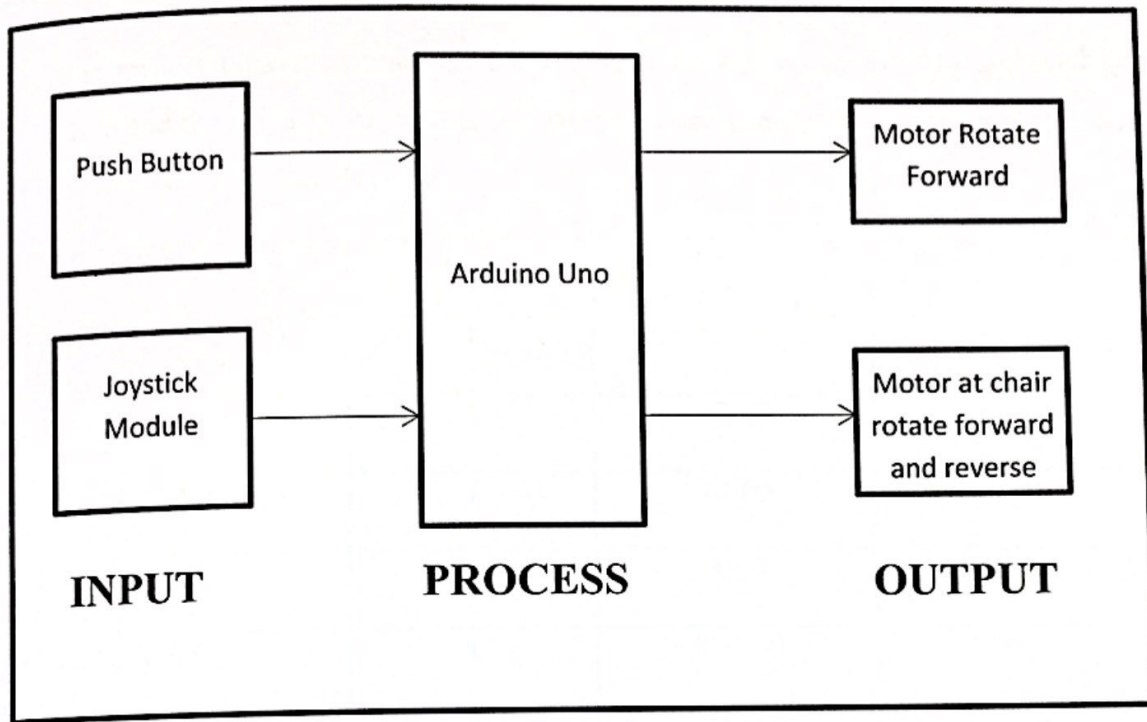 Push Button
Joystick
Module
Arduino Uno
Motor Rotate
Forward
Motor at chair
rotate forward
and reverse
INPUT
PROCESS
OUTPUT